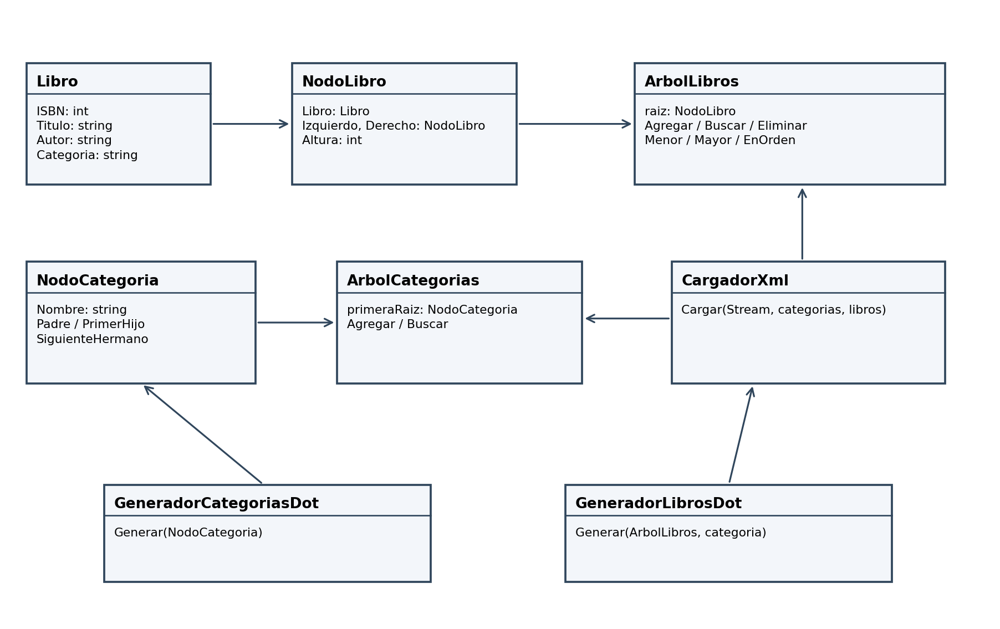 Libro
ISBN: int
Titulo: string
Autor: string
Categoria: string
NodoLibro
Libro: Libro
Izquierdo, Derecho: NodoLibro
Altura: int
ArbolLibros
raiz: NodoLibro
Agregar / Buscar / Eliminar
Menor / Mayor / EnOrden
NodoCategoria
Nombre: string
Padre / PrimerHijo
SiguienteHermano
ArbolCategorias
primeraRaiz: NodoCategoria
Agregar / Buscar
CargadorXml
Cargar(Stream, categorias, libros)
GeneradorCategoriasDot
Generar(NodoCategoria)
GeneradorLibrosDot
Generar(ArbolLibros, categoria)